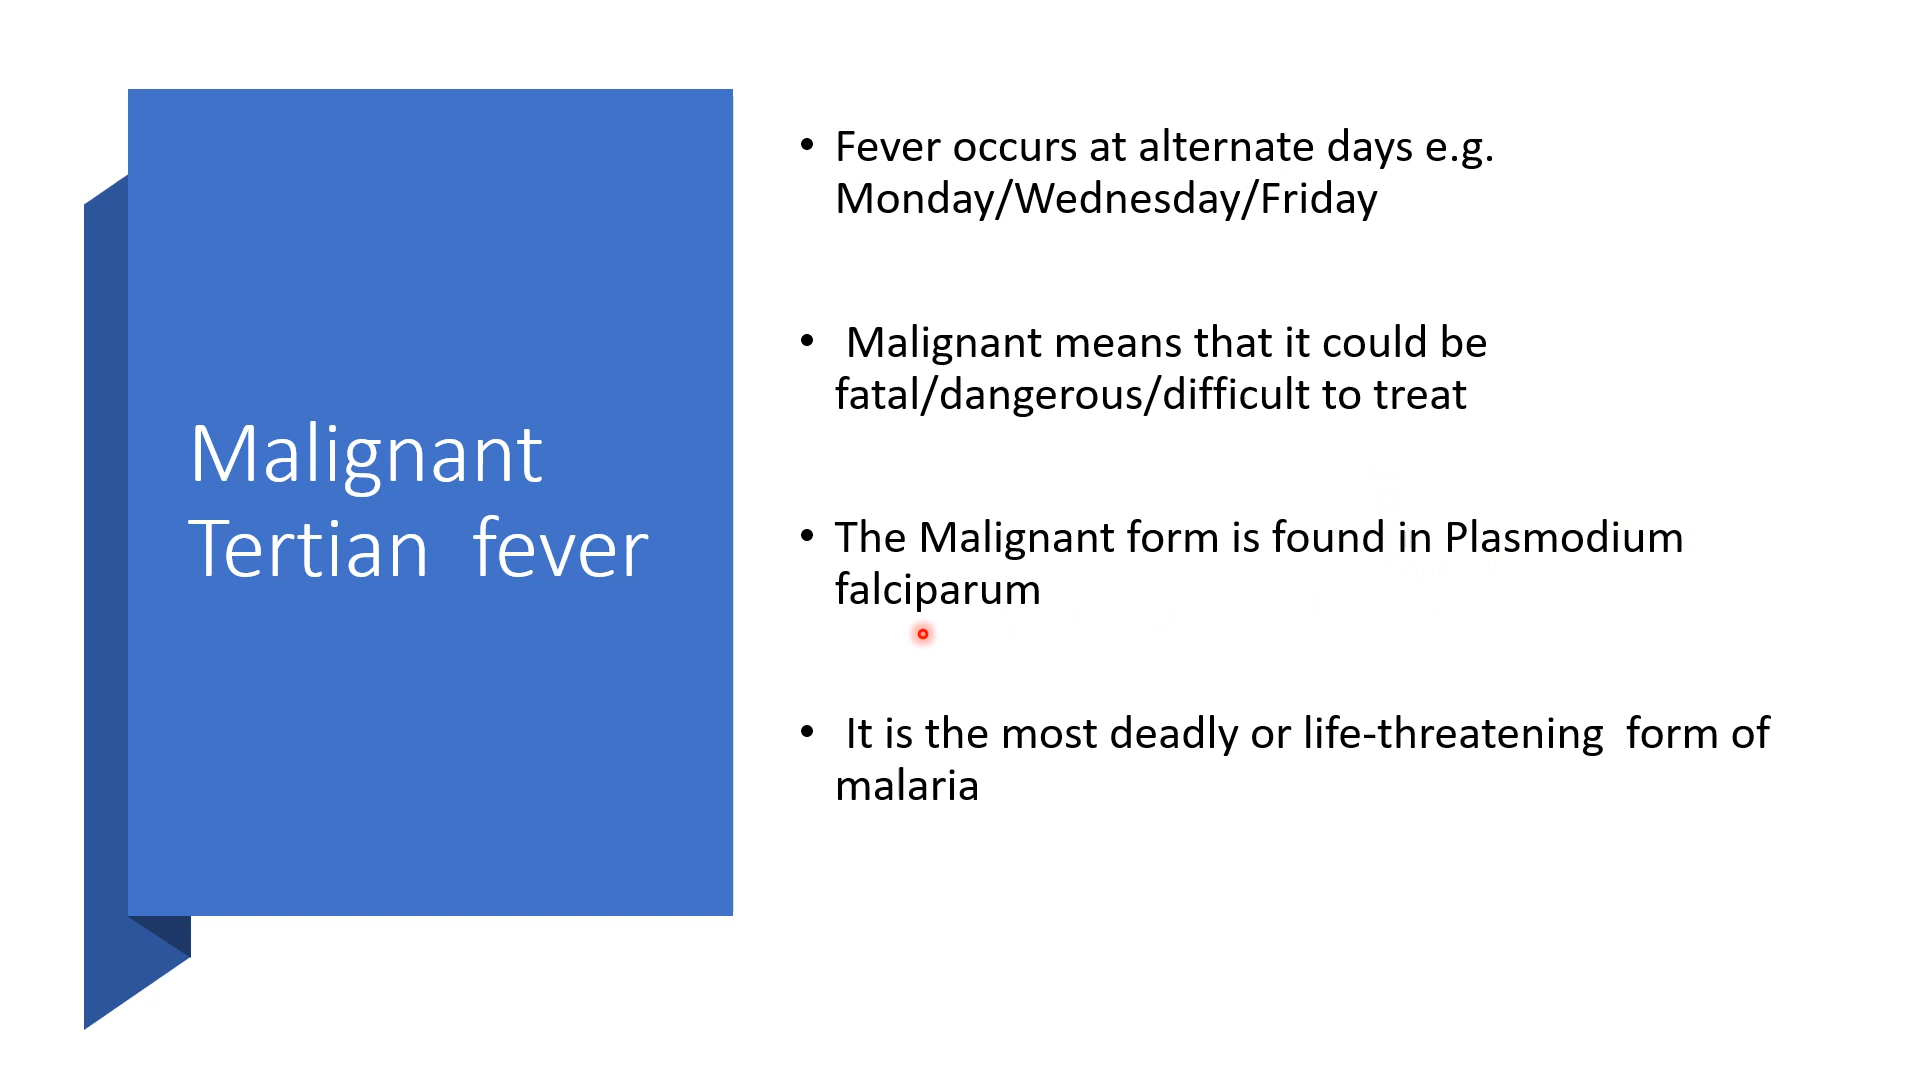 Malignant
Tertian fever
• Fever occurs at alternate days e.g.
Monday/Wednesday/Friday
• Malignant means that it could be
fatal/dangerous/difficult to treat
• The Malignant form is found in Plasmodium
falciparum
• It is the most deadly or life-threatening form of
malaria